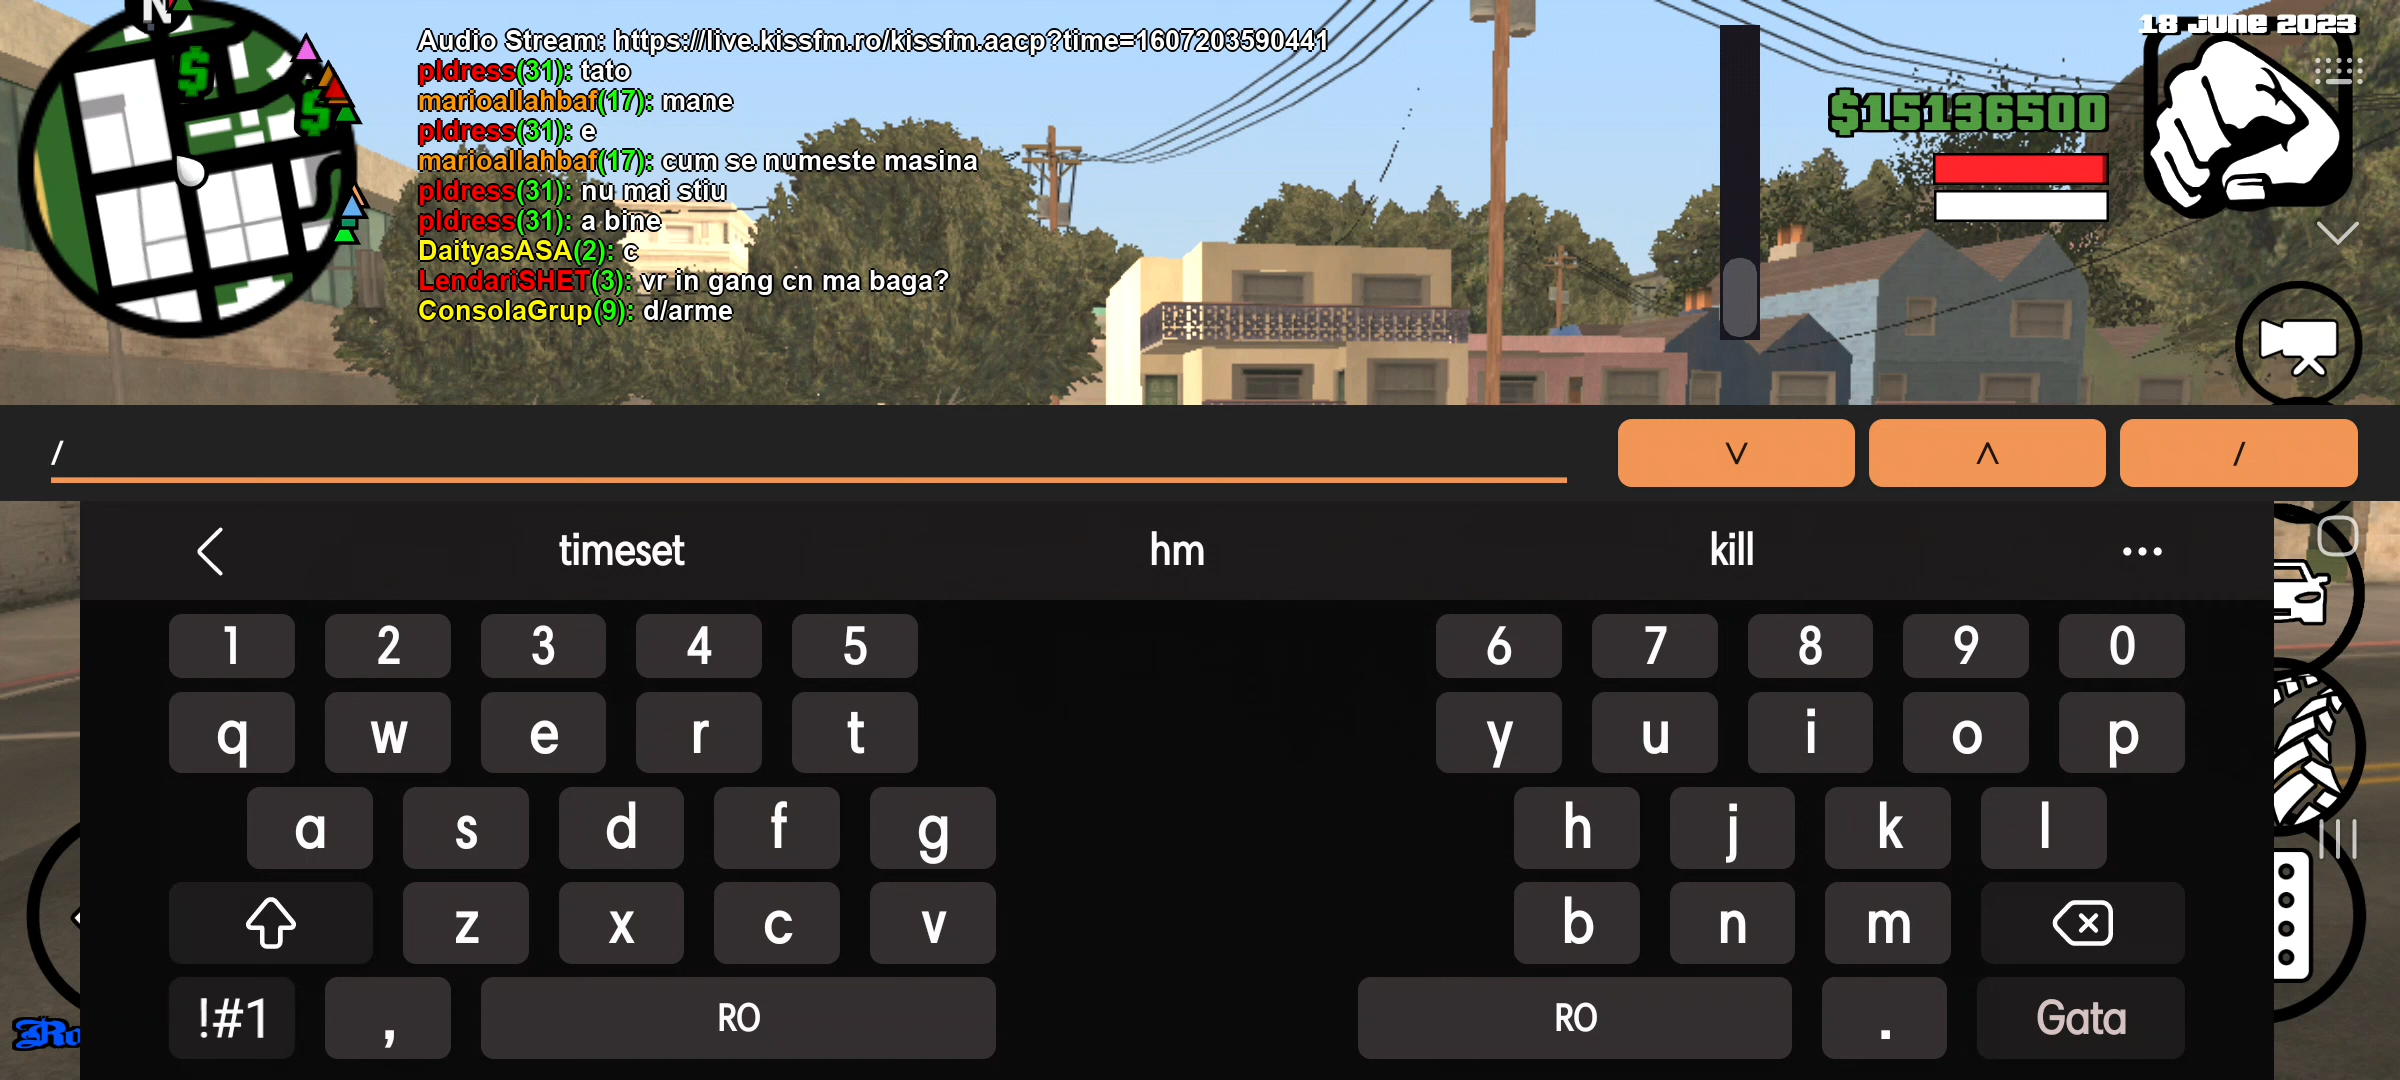 N
18 JUNE 2023
Audio Stream: https://live.kissfm.ro/kissfm.aacp?time=1607203590441
pldress(31): tato
marioallahbaf(17): mane
pldress(31): e
marioallahbaf(17): cum se numeste masina
pldress(31): nu mai stiu
pldress(31): a bine
DaityasASA(2): c
LendariSHET(3): vr in gang cn ma baga?
ConsolaGrup(9): d/arme
$15136500
$
$
/
V
Λ
/
timeset hm kill ...
1 2 3 4 5 6 7 8 9 0
q w e r t y u i o p
a s d f g h j k l
z x c v b n m
!#1 , RO RO . Gata
Ro